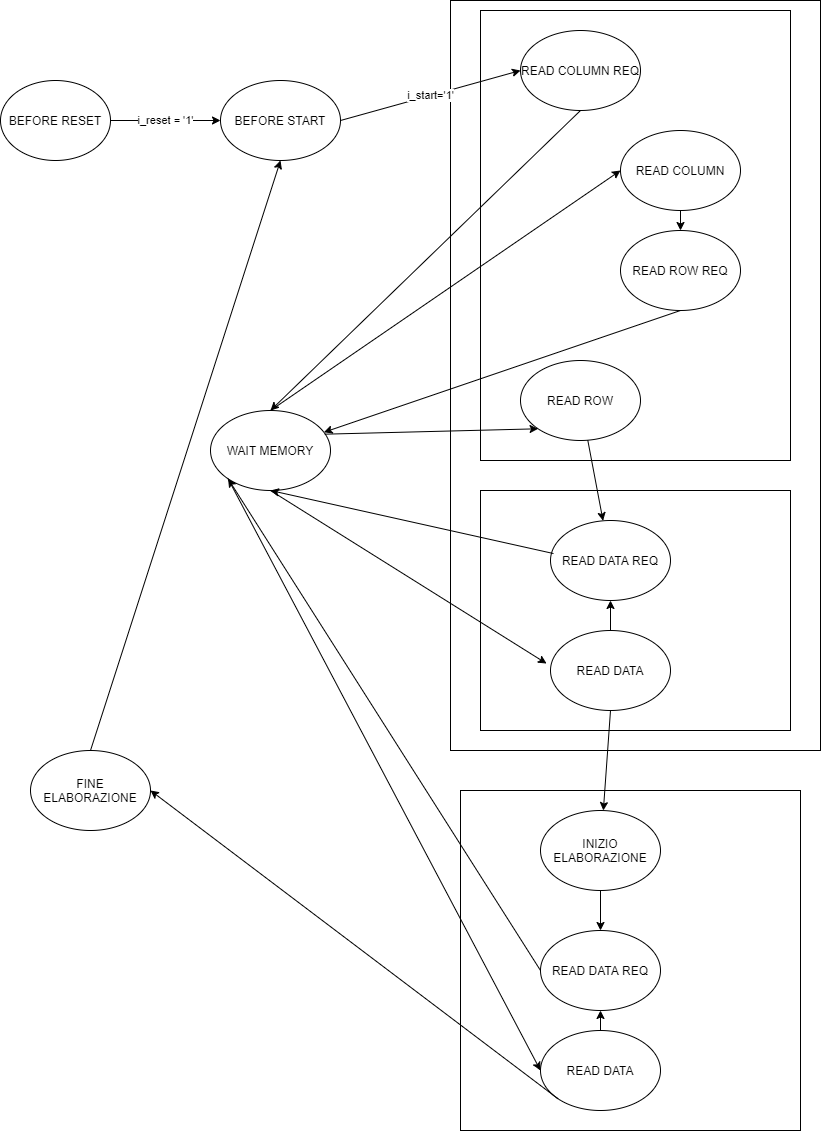 BEFORE RESET
i_reset = '1'
BEFORE START
i_start='1'
READ COLUMN REQ
READ COLUMN
READ ROW REQ
READ ROW
WAIT MEMORY
READ DATA REQ
READ DATA
FINE
ELABORAZIONE
INIZIO
ELABORAZIONE
READ DATA REQ
READ DATA